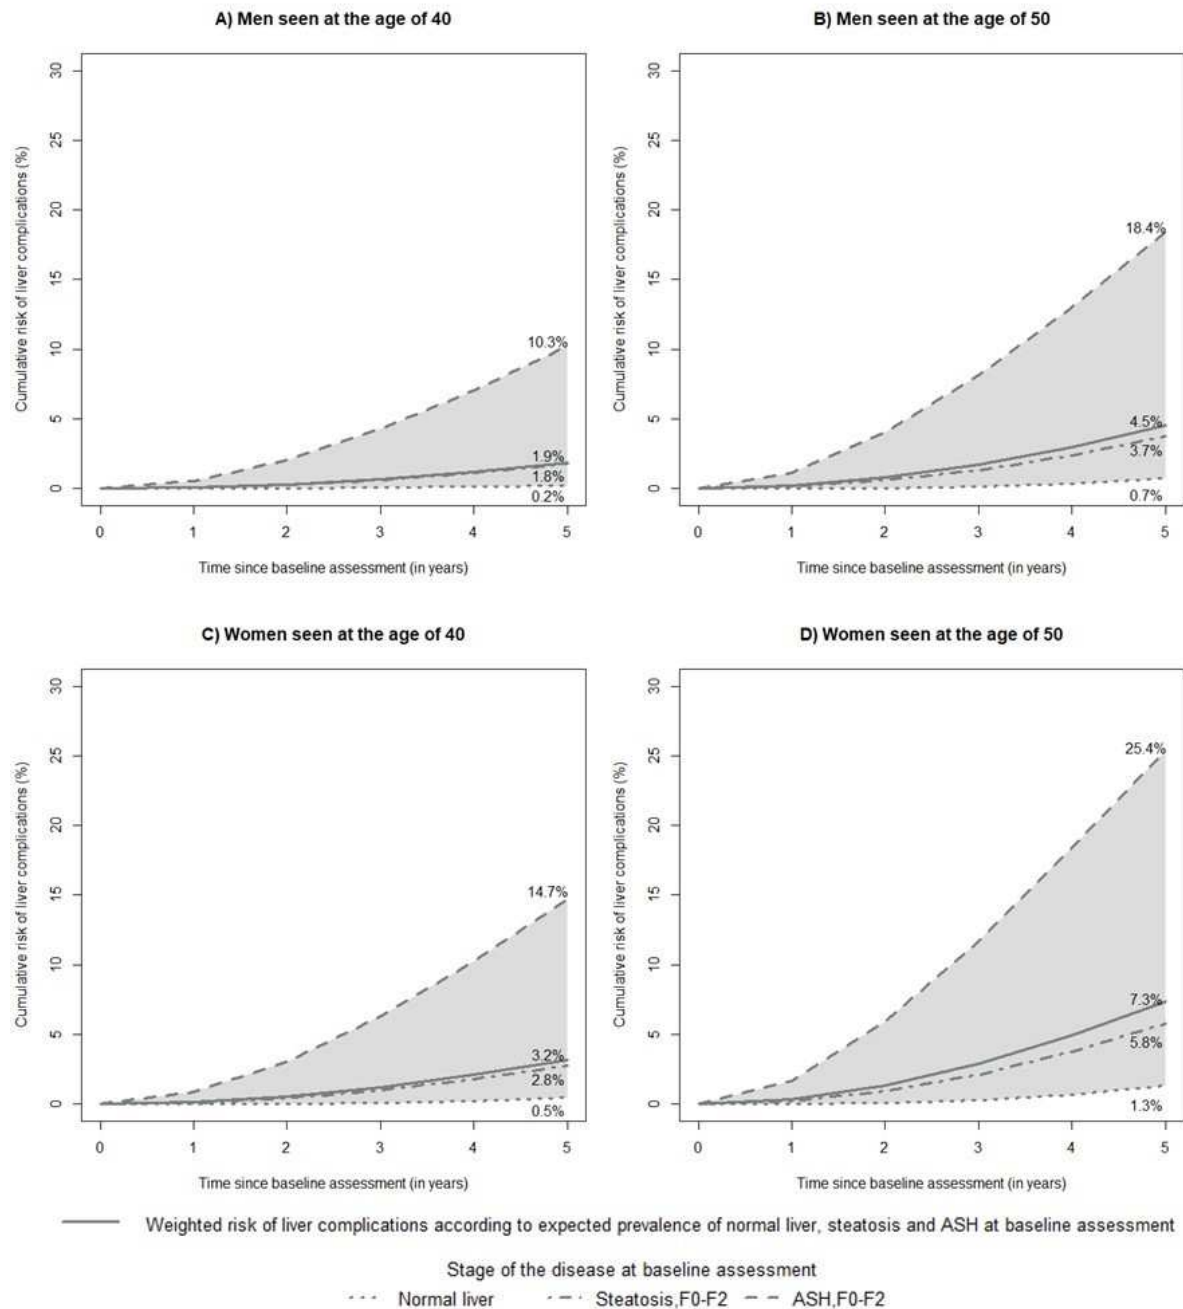 A) Men seen at the age of 40
B) Men seen at the age of 50
Cumulative risk of liver complications (%)
30
25
20
15
10
5
0
10.3%
1.9%
1.8%
0.2%
0 1 2 3 4 5
Time since baseline assessment (in years)
Cumulative risk of liver complications (%)
30
25
20
15
10
5
0
18.4%
4.5%
3.7%
0.7%
0 1 2 3 4 5
Time since baseline assessment (in years)
C) Women seen at the age of 40
D) Women seen at the age of 50
Cumulative risk of liver complications (%)
30
25
20
15
10
5
0
14.7%
3.2%
2.8%
0.5%
0 1 2 3 4 5
Time since baseline assessment (in years)
Cumulative risk of liver complications (%)
30
25
20
15
10
5
0
25.4%
7.3%
5.8%
1.3%
0 1 2 3 4 5
Time since baseline assessment (in years)
Weighted risk of liver complications according to expected prevalence of normal liver, steatosis and ASH at baseline assessment
Stage of the disease at baseline assessment
Normal liver Steatosis,F0-F2 ASH,F0-F2